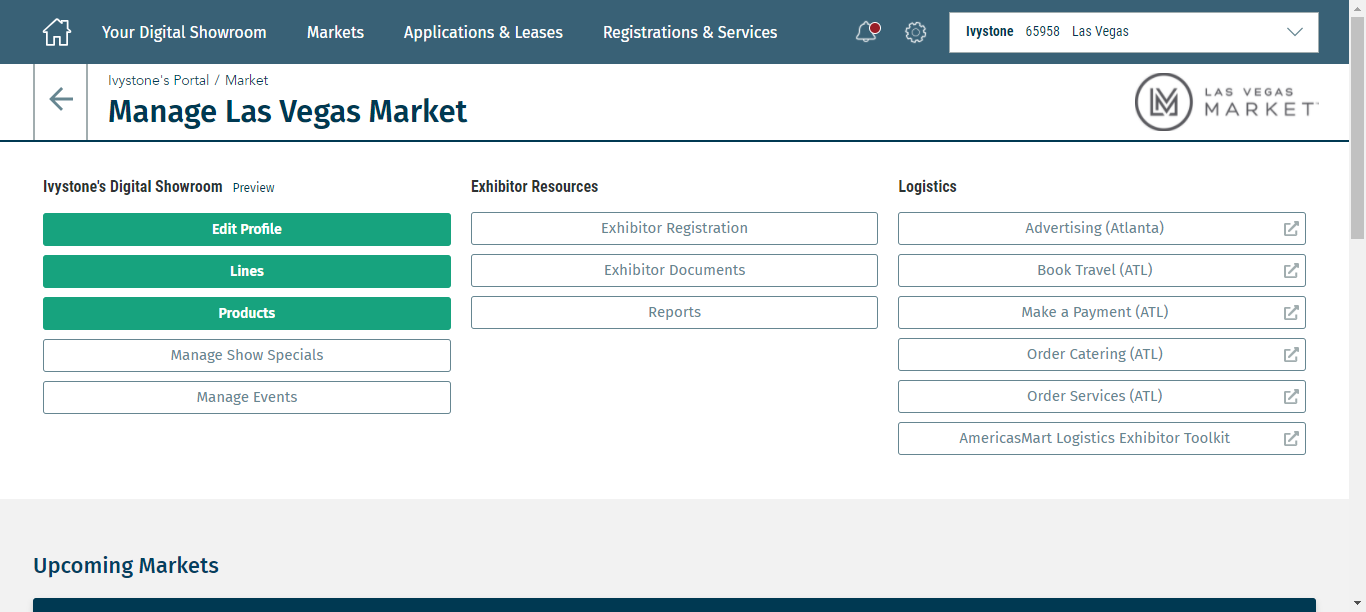 Your Digital Showroom
Markets
Applications & Leases
Registrations & Services
Ivystone 65958 Las Vegas
Ivystone's Portal / Market
Manage Las Vegas Market
LAS VEGAS
MARKET
Ivystone's Digital Showroom Preview
Edit Profile
Lines
Products
Manage Show Specials
Manage Events
Exhibitor Resources
Exhibitor Registration
Exhibitor Documents
Reports
Logistics
Advertising (Atlanta)
Book Travel (ATL)
Make a Payment (ATL)
Order Catering (ATL)
Order Services (ATL)
AmericasMart Logistics Exhibitor Toolkit
Upcoming Markets